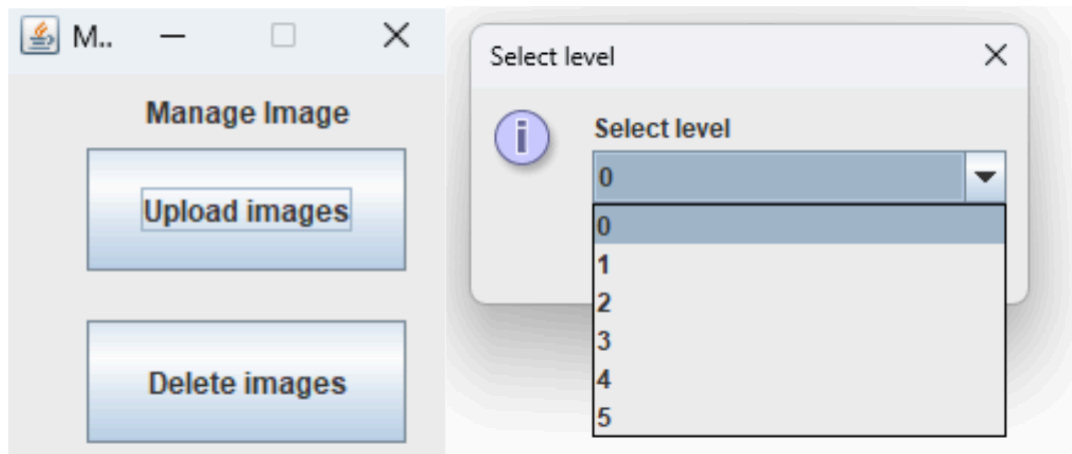 M..
Manage Image
Upload images
Delete images
Select level
Select level
0
0
1
2
3
4
5